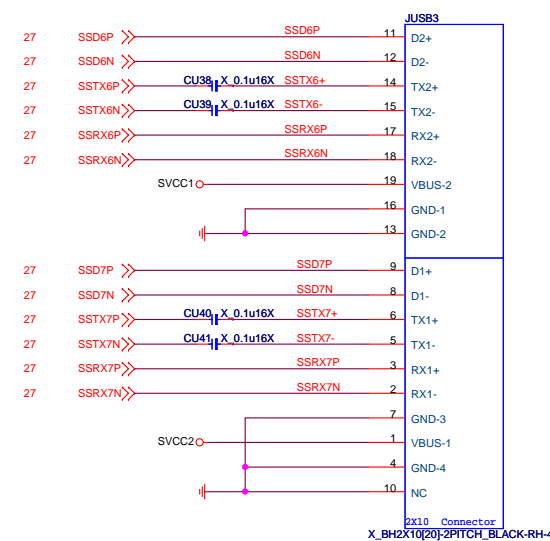 JUSB3
27 SSD6P SSD6P 11 D2+
27 SSD6N SSD6N 12 D2-
27 SSTX6P CU38 X_0.1u16X SSTX6+ 14 TX2+
27 SSTX6N CU39 X_0.1u16X SSTX6- 15 TX2-
27 SSRX6P SSRX6P 17 RX2+
27 SSRX6N SSRX6N 18 RX2-
SVCC1 19 VBUS-2
16 GND-1
13 GND-2
27 SSD7P SSD7P 9 D1+
27 SSD7N SSD7N 8 D1-
27 SSTX7P CU40 X_0.1u16X SSTX7+ 6 TX1+
27 SSTX7N CU41 X_0.1u16X SSTX7- 5 TX1-
27 SSRX7P SSRX7P 3 RX1+
27 SSRX7N SSRX7N 2 RX1-
7 GND-3
SVCC2 1 VBUS-1
4 GND-4
10 NC
2X10 Connector
X_BH2X10[20]-2PITCH_BLACK-RH-4